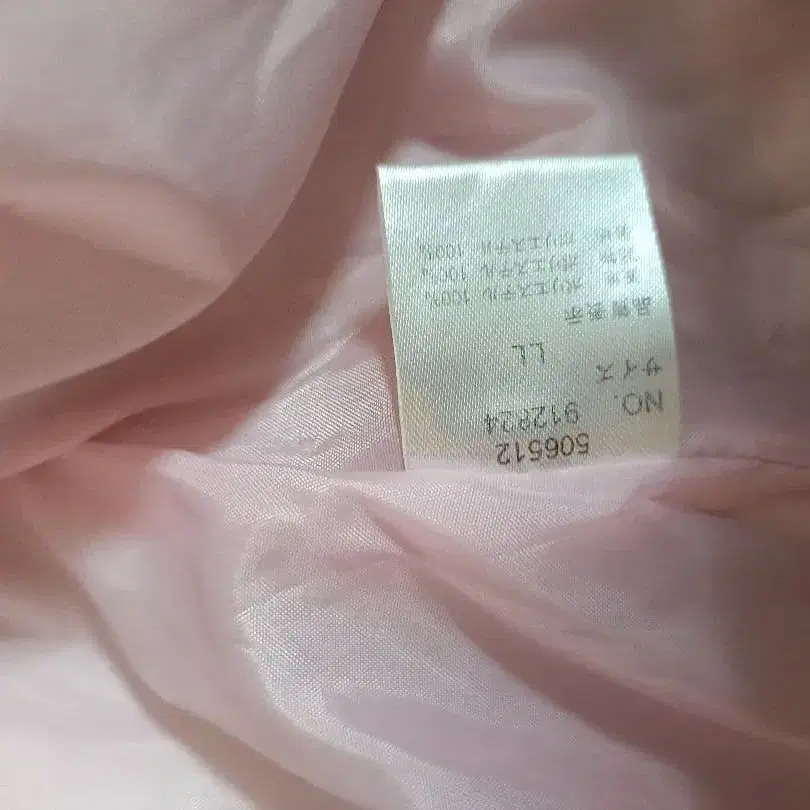 506512
NO. 912824
サイズ LL
品質表示
表地 ポリエステル 100%
ポリエステル 100%
裏地 ポリエステル 100%